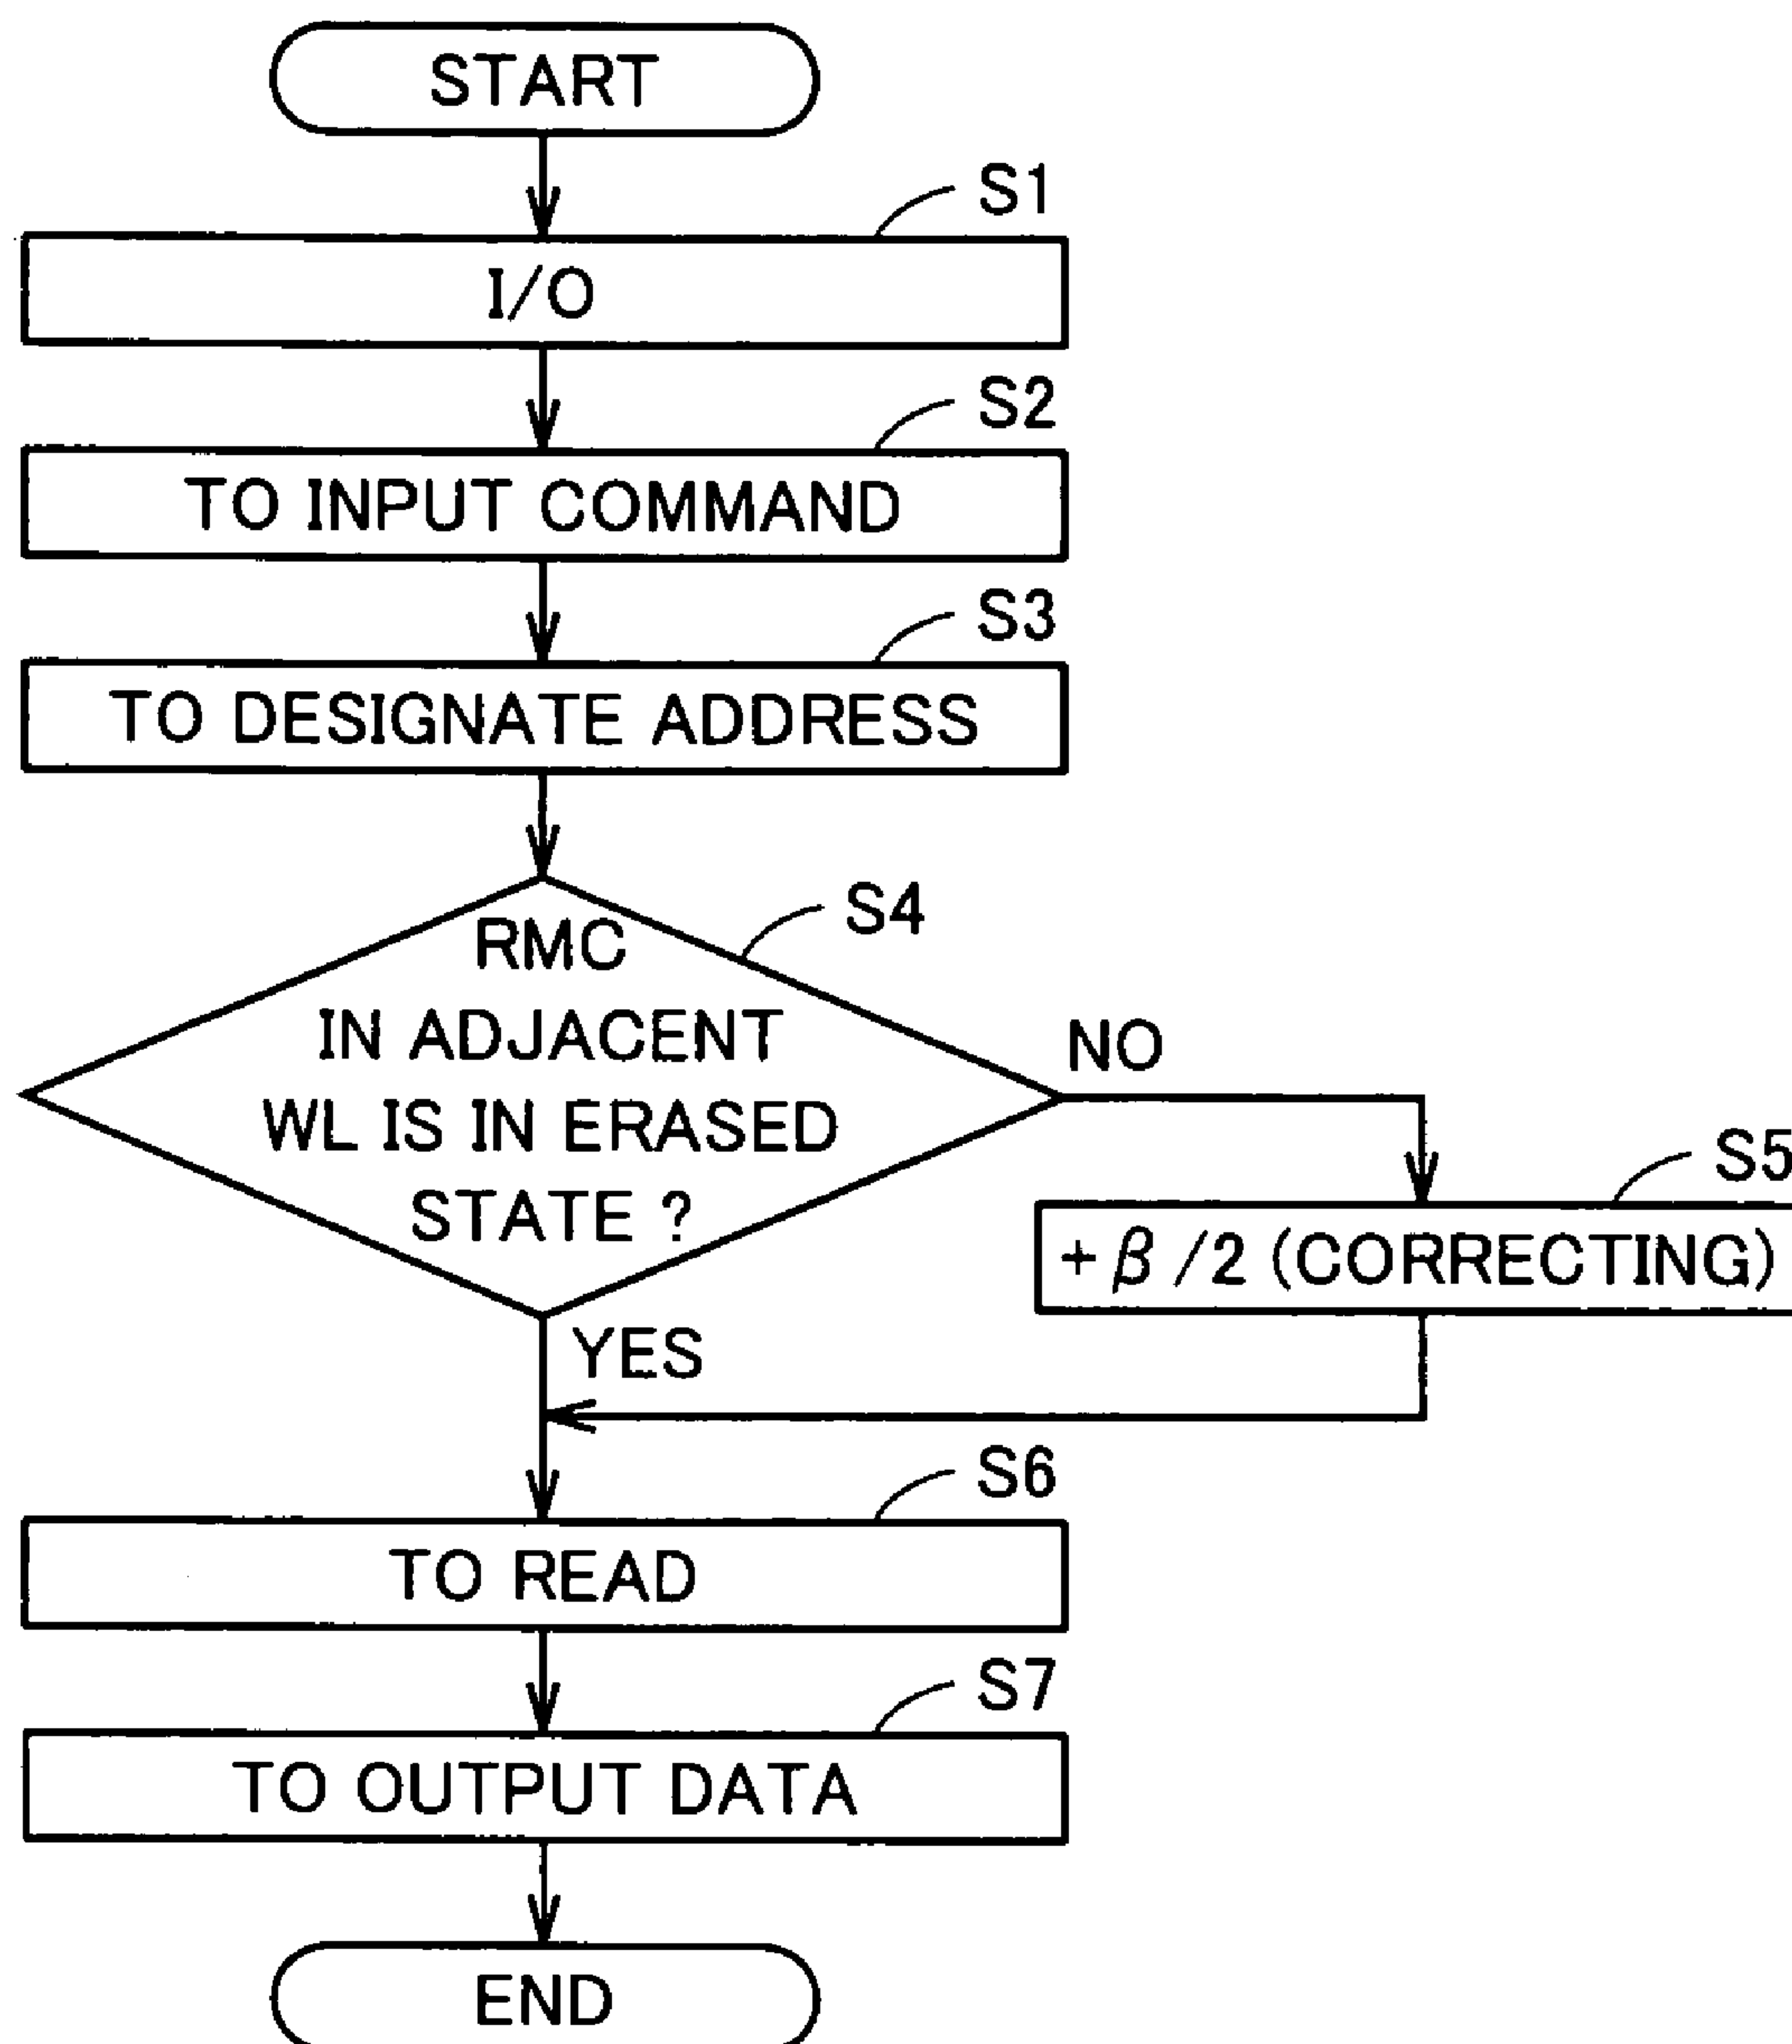 START
S1
I/O
S2
TO INPUT COMMAND
S3
TO DESIGNATE ADDRESS
S4
RMC
IN ADJACENT
WL IS IN ERASED
STATE ?
NO
S5
+ β /2 (CORRECTING)
YES
S6
TO READ
S7
TO OUTPUT DATA
END